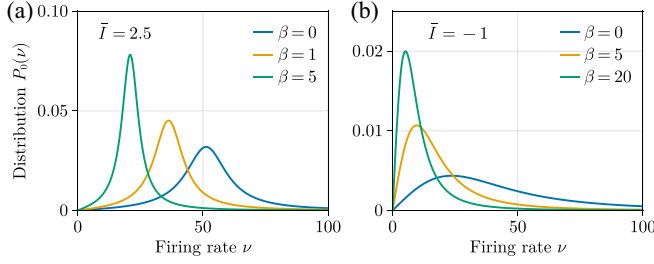 (a)
Ī = 2.5
β = 0
β = 1
β = 5
0.10
0.05
0
0
50
100
Distribution P₀(ν)
Firing rate ν
(b)
Ī = −1
β = 0
β = 5
β = 20
0.02
0.01
0
0
50
100
Firing rate ν